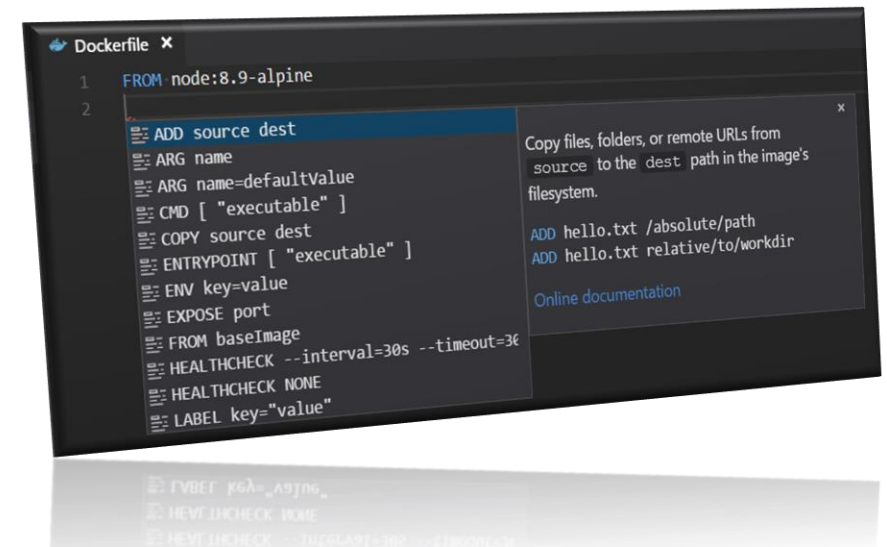 Dockerfile ×
1 FROM node:8.9-alpine
2
ADD source dest
ARG name
ARG name=defaultValue
CMD [ "executable" ]
COPY source dest
ENTRYPOINT [ "executable" ]
ENV key=value
EXPOSE port
FROM baseImage
HEALTHCHECK --interval=30s --timeout=30
HEALTHCHECK NONE
LABEL key="value"
×
Copy files, folders, or remote URLs from
source to the dest path in the image's
filesystem.
ADD hello.txt /absolute/path
ADD hello.txt relative/to/workdir
Online documentation